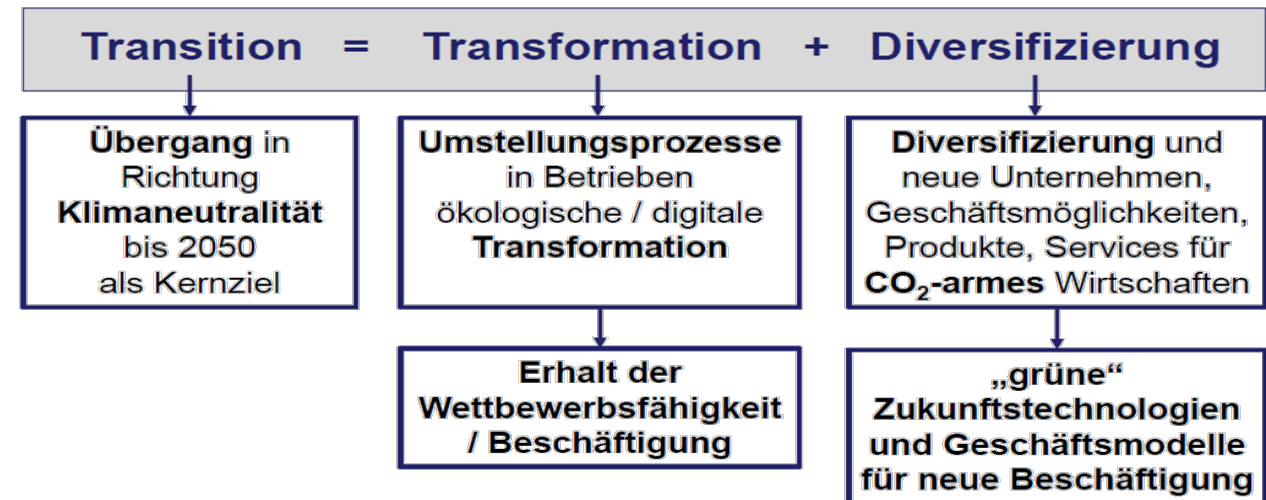 Transition = Transformation + Diversifizierung
Übergang in
Richtung
Klimaneutralität
bis 2050
als Kernziel
Umstellungsprozesse
in Betrieben
ökologische / digitale
Transformation
Diversifizierung und
neue Unternehmen,
Geschäftsmöglichkeiten,
Produkte, Services für
CO₂-armes Wirtschaften
Erhalt der
Wettbewerbsfähigkeit
/ Beschäftigung
„grüne“
Zukunftstechnologien
und Geschäftsmodelle
für neue Beschäftigung